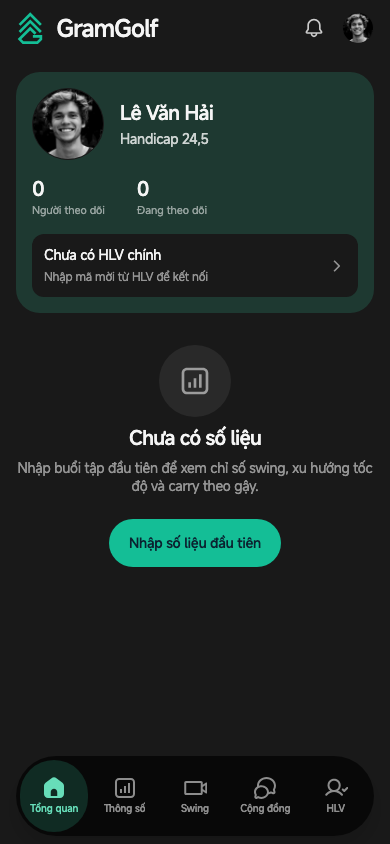 GramGolf
Lê Văn Hải
Handicap 24,5
0
0
Người theo dõi
Đang theo dõi
Chưa có HLV chính
Nhập mã mời từ HLV để kết nối
Chưa có số liệu
Nhập buổi tập đầu tiên để xem chỉ số swing, xu hướng tốc
độ và carry theo gậy.
Nhập số liệu đầu tiên
Tổng quan
Thông số
Swing
Cộng đồng
HLV